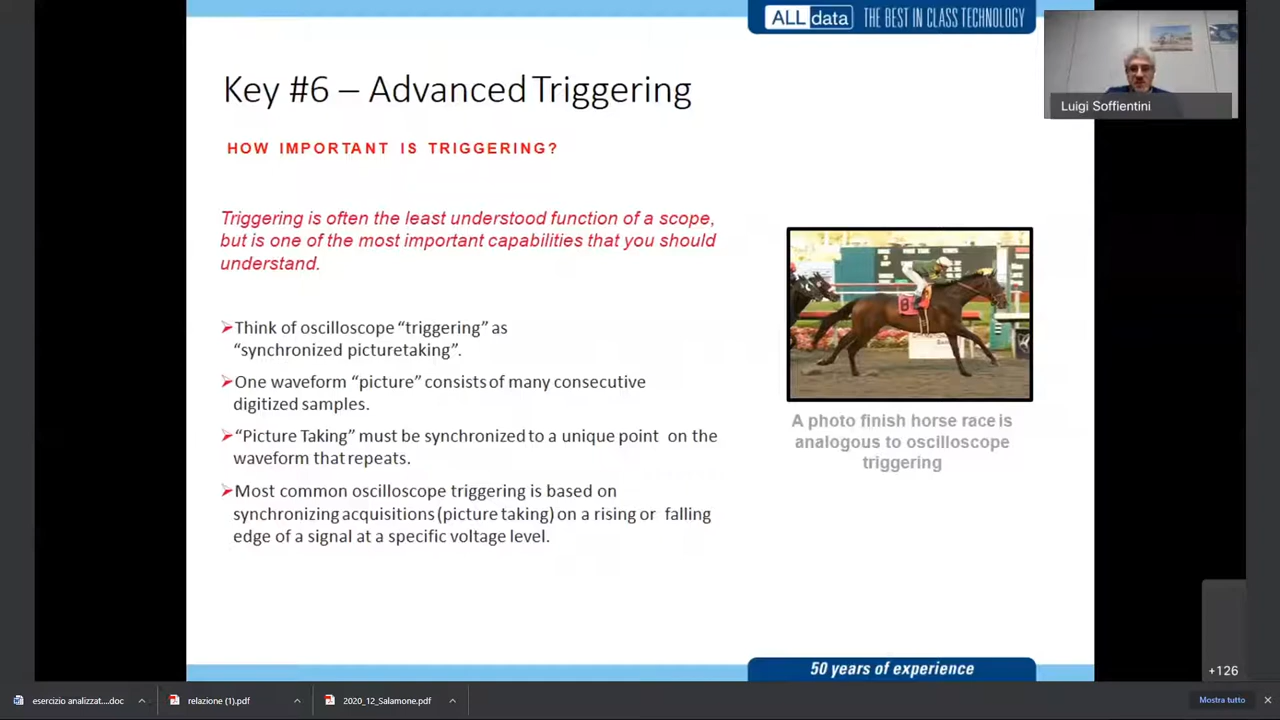 ALL data THE BEST IN CLASS TECHNOLOGY
Luigi Soffientini
Key #6 – Advanced Triggering
HOW IMPORTANT IS TRIGGERING?
Triggering is often the least understood function of a scope,
but is one of the most important capabilities that you should
understand.
➢Think of oscilloscope “triggering” as
“synchronized picturetaking”.
➢One waveform “picture” consists of many consecutive
digitized samples.
➢“Picture Taking” must be synchronized to a unique point on the
waveform that repeats.
➢Most common oscilloscope triggering is based on
synchronizing acquisitions (picture taking) on a rising or falling
edge of a signal at a specific voltage level.
8
A photo finish horse race is
analogous to oscilloscope
triggering
50 years of experience
+126
esercizio analizzat....doc
relazione (1).pdf
2020_12_Salamone.pdf
Mostra tutto